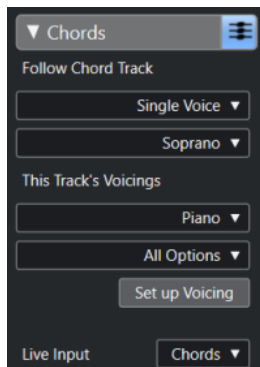 Chords
Follow Chord Track
Single Voice
Soprano
This Track's Voicings
Piano
All Options
Set up Voicing
Live Input Chords